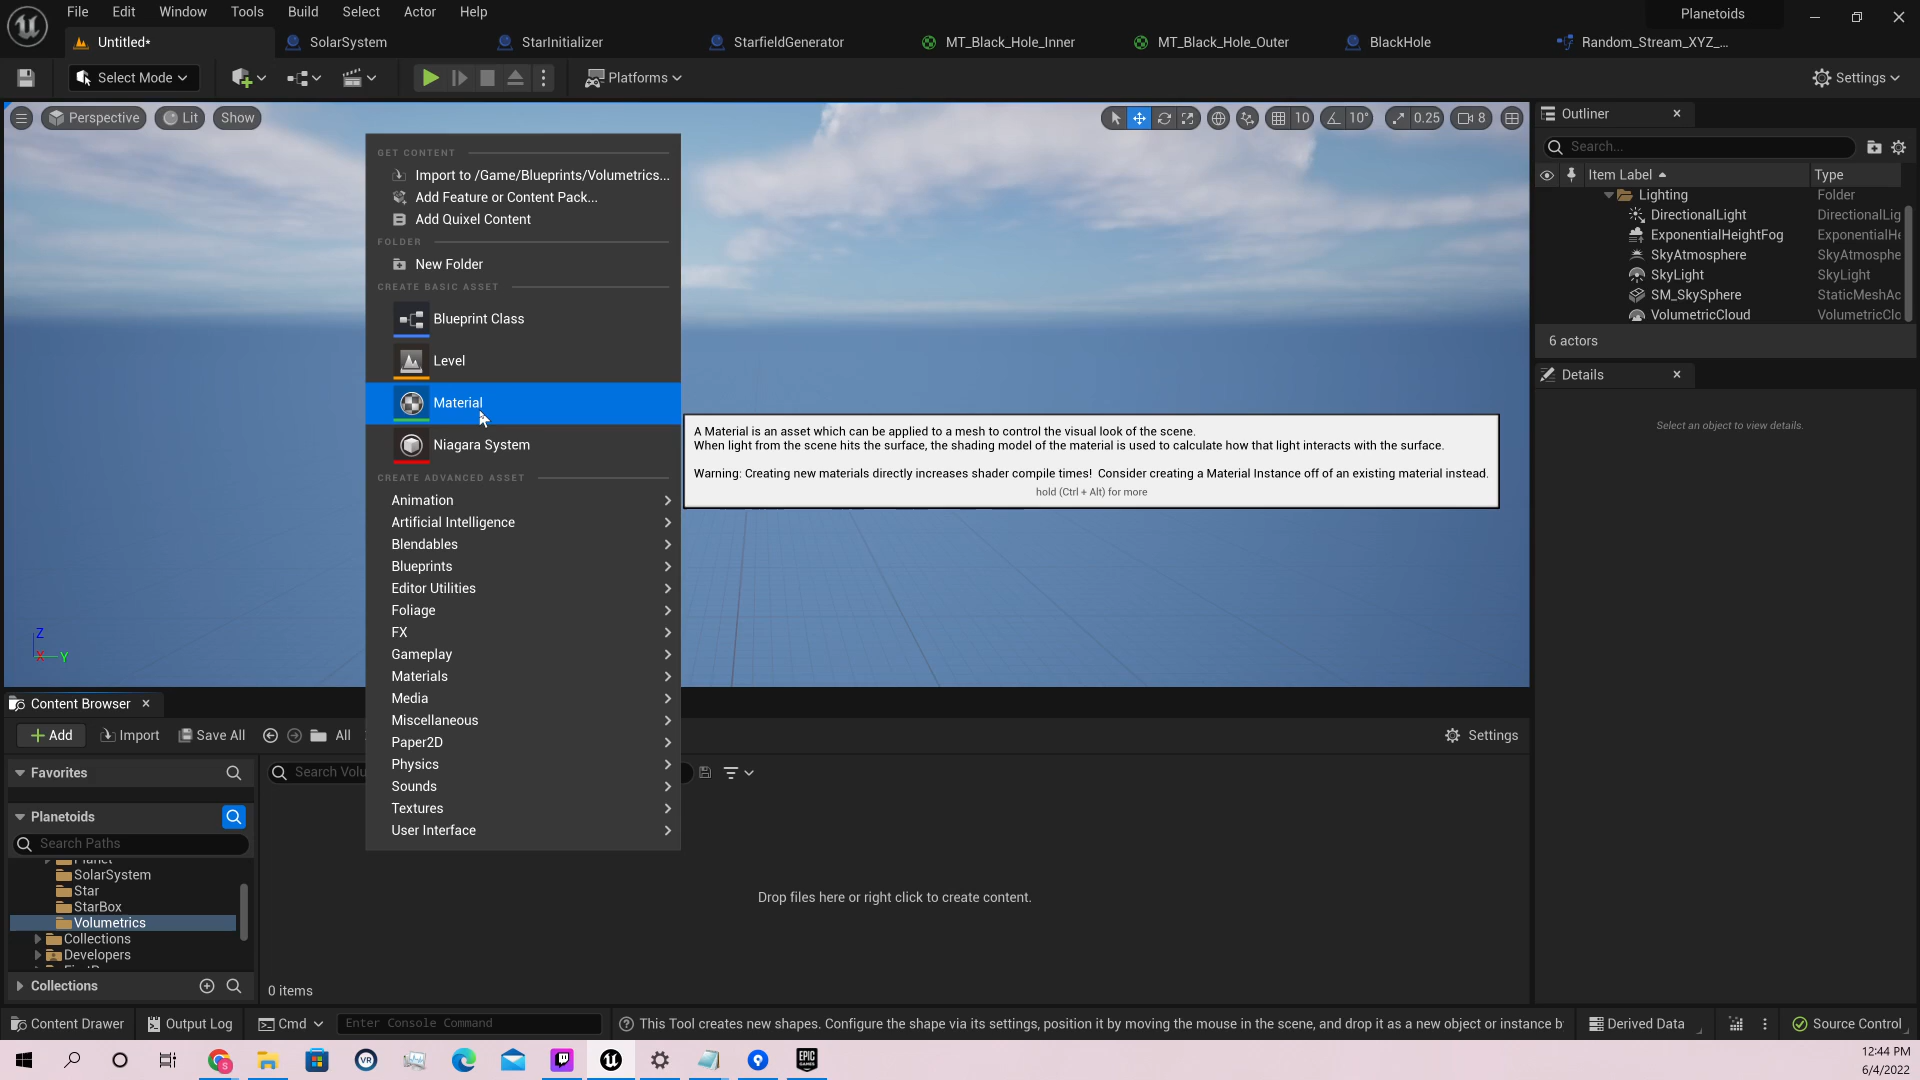 File Edit Window Tools Build Select Actor Help
Planetoids
Untitled* SolarSystem StarInitializer StarfieldGenerator MT_Black_Hole_Inner MT_Black_Hole_Outer BlackHole Random_Stream_XYZ_...
Select Mode Platforms Settings
Perspective Lit Show 10 10° 0.25 8
GET CONTENT
Import to /Game/Blueprints/Volumetrics...
Add Feature or Content Pack...
Add Quixel Content
FOLDER
New Folder
CREATE BASIC ASSET
Blueprint Class
Level
Material
Niagara System
CREATE ADVANCED ASSET
Animation
Artificial Intelligence
Blendables
Blueprints
Editor Utilities
Foliage
FX
Gameplay
Materials
Media
Miscellaneous
Paper2D
Physics
Sounds
Textures
User Interface
A Material is an asset which can be applied to a mesh to control the visual look of the scene.
When light from the scene hits the surface, the shading model of the material is used to calculate how that light interacts with the surface.
Warning: Creating new materials directly increases shader compile times! Consider creating a Material Instance off of an existing material instead.
hold (Ctrl + Alt) for more
Z
X Y
Outliner
Search...
Item Label Type
Lighting Folder
DirectionalLight DirectionalLig
ExponentialHeightFog ExponentialHe
SkyAtmosphere SkyAtmosphe
SkyLight SkyLight
SM_SkySphere StaticMeshAc
VolumetricCloud VolumetricClo
6 actors
Details
Select an object to view details.
Content Browser
Add Import Save All All Settings
Favorites
Search Volu
Planetoids
Search Paths
Planet
SolarSystem
Star
StarBox
Volumetrics
Collections
Developers
Collections
Drop files here or right click to create content.
0 items
Content Drawer Output Log Cmd Enter Console Command This Tool creates new shapes. Configure the shape via its settings, position it by moving the mouse in the scene, and drop it as a new object or instance b Derived Data Source Control
VR
EPIC GAMES
12:44 PM
6/4/2022